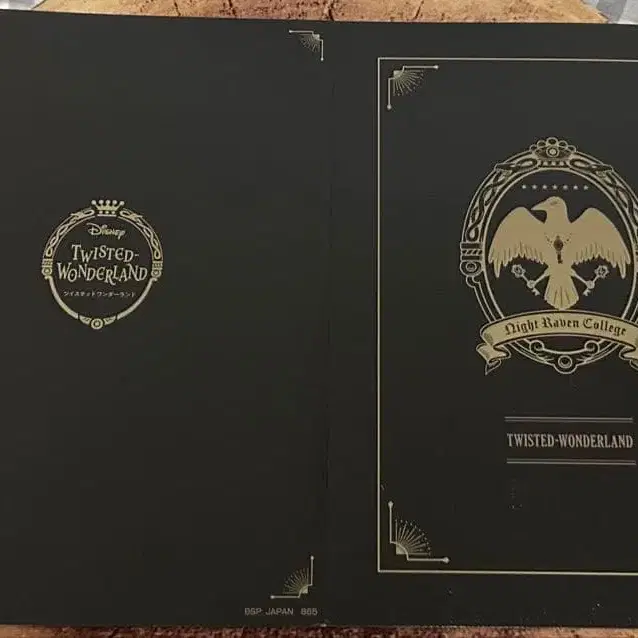 Disney
TWISTED-
WONDERLAND
ツイステッドワンダーランド
BSP JAPAN 865
Night Raven College
TWISTED-WONDERLAND